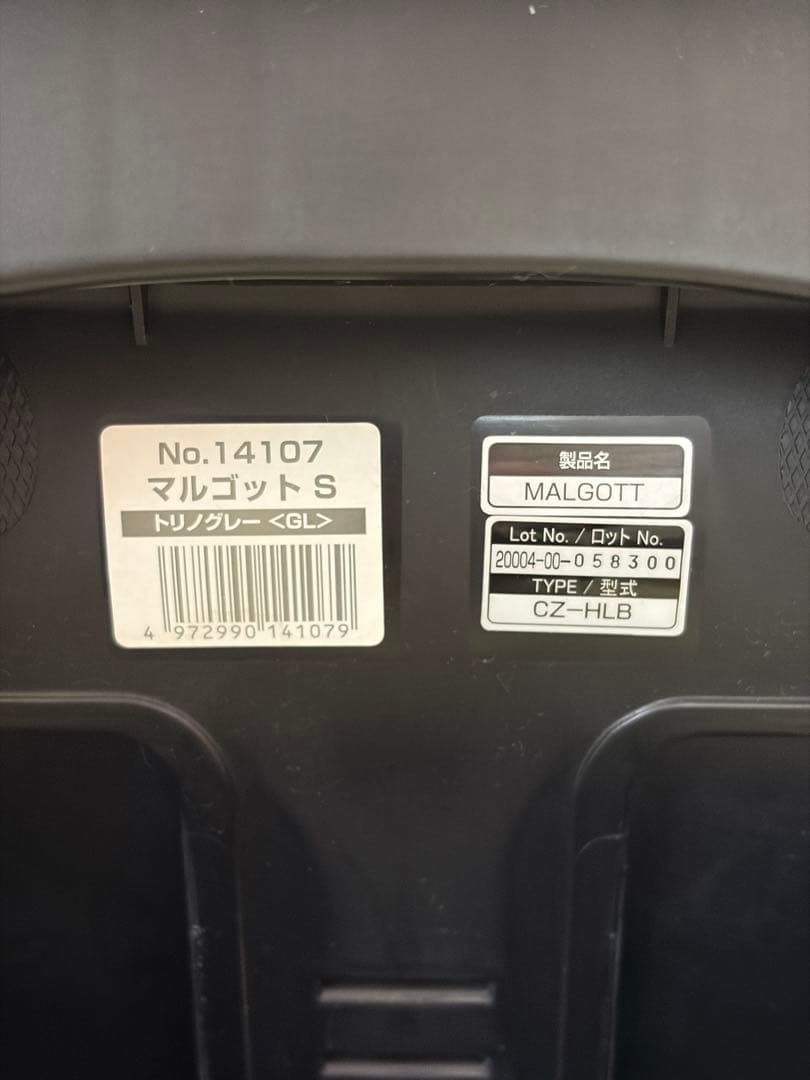 No.14107
マルゴット S
トリノグレー <GL>
4 972990 141079
製品名
MALGOTT
Lot No. / ロット No.
20004-00-058300
TYPE / 型式
CZ-HLB